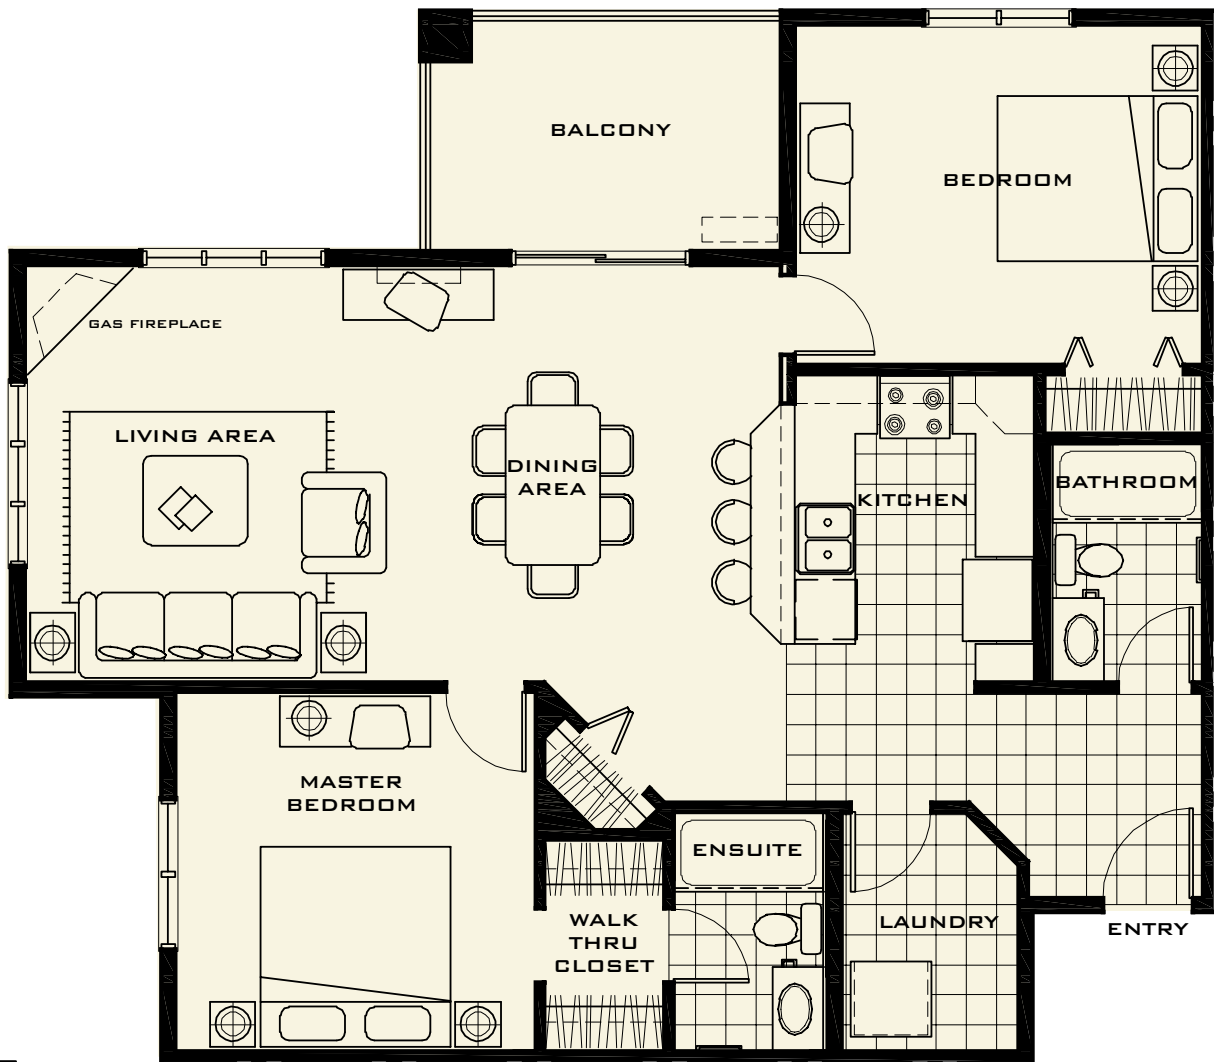 BALCONY
BEDROOM
GAS FIREPLACE
LIVING AREA
DINING
AREA
KITCHEN
BATHROOM
MASTER
BEDROOM
ENSUITE
WALK
THRU
CLOSET
LAUNDRY
ENTRY